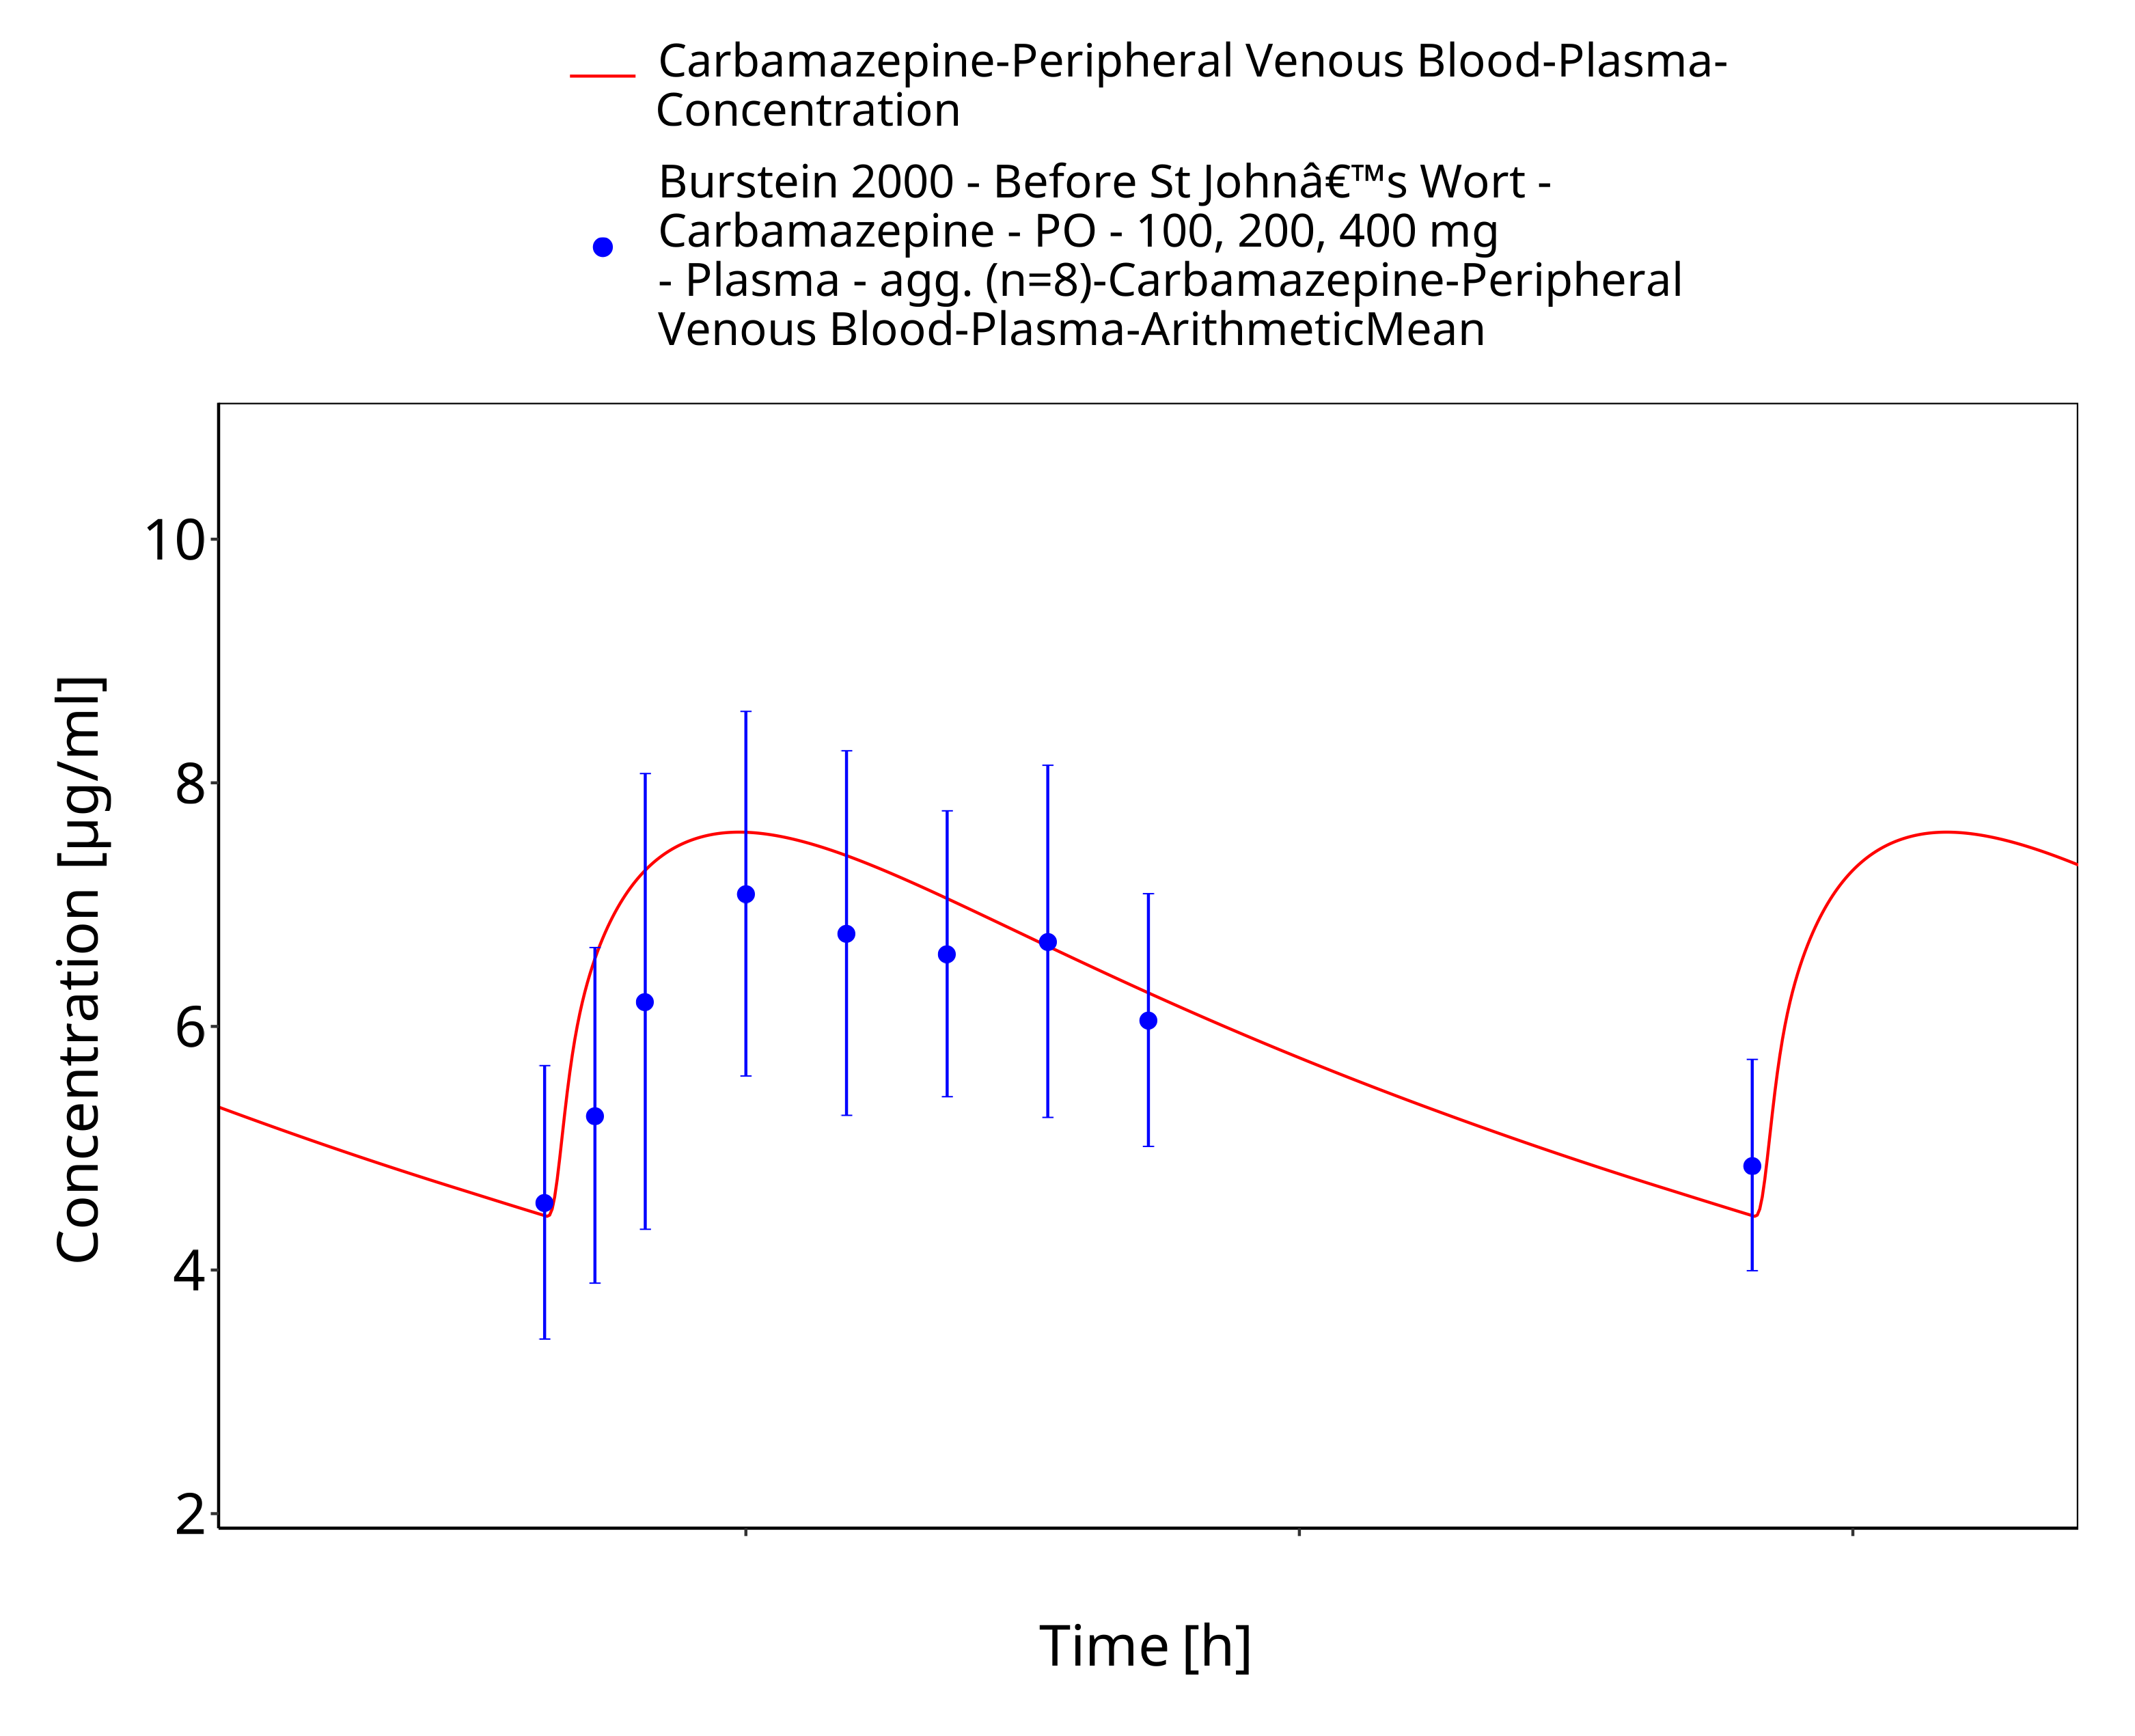 Carbamazepine-Peripheral Venous Blood-Plasma-
Concentration
Burstein 2000 - Before St Johnâ€™s Wort -
Carbamazepine - PO - 100, 200, 400 mg
- Plasma - agg. (n=8)-Carbamazepine-Peripheral
Venous Blood-Plasma-ArithmeticMean
10
8
6
4
2
Concentration [µg/ml]
Time [h]